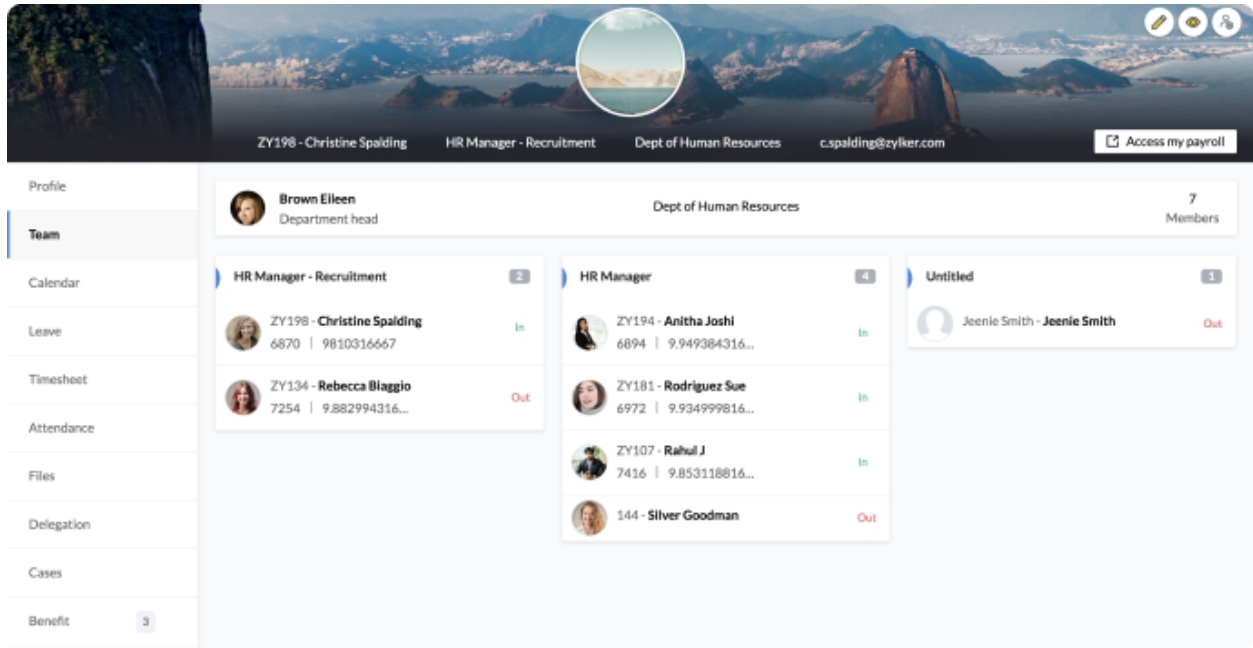 ZY198 - Christine Spalding HR Manager - Recruitment Dept of Human Resources c.spalding@zylker.com Access my payroll
Profile
Team
Calendar
Leave
Timesheet
Attendance
Files
Delegation
Cases
Benefit 3
Brown Eileen
Department head
Dept of Human Resources
7
Members
HR Manager - Recruitment 2
ZY198 - Christine Spalding In
6870 | 9810316667
ZY134 - Rebecca Blaggio Out
7254 | 9.882994316...
HR Manager 4
ZY194 - Anitha Joshi In
6894 | 9.949384316...
ZY181 - Rodriguez Sue In
6972 | 9.934999816...
ZY107 - Rahul J In
7416 | 9.853118816...
144 - Silver Goodman Out
Untitled 1
Jeenie Smith - Jeenie Smith Out